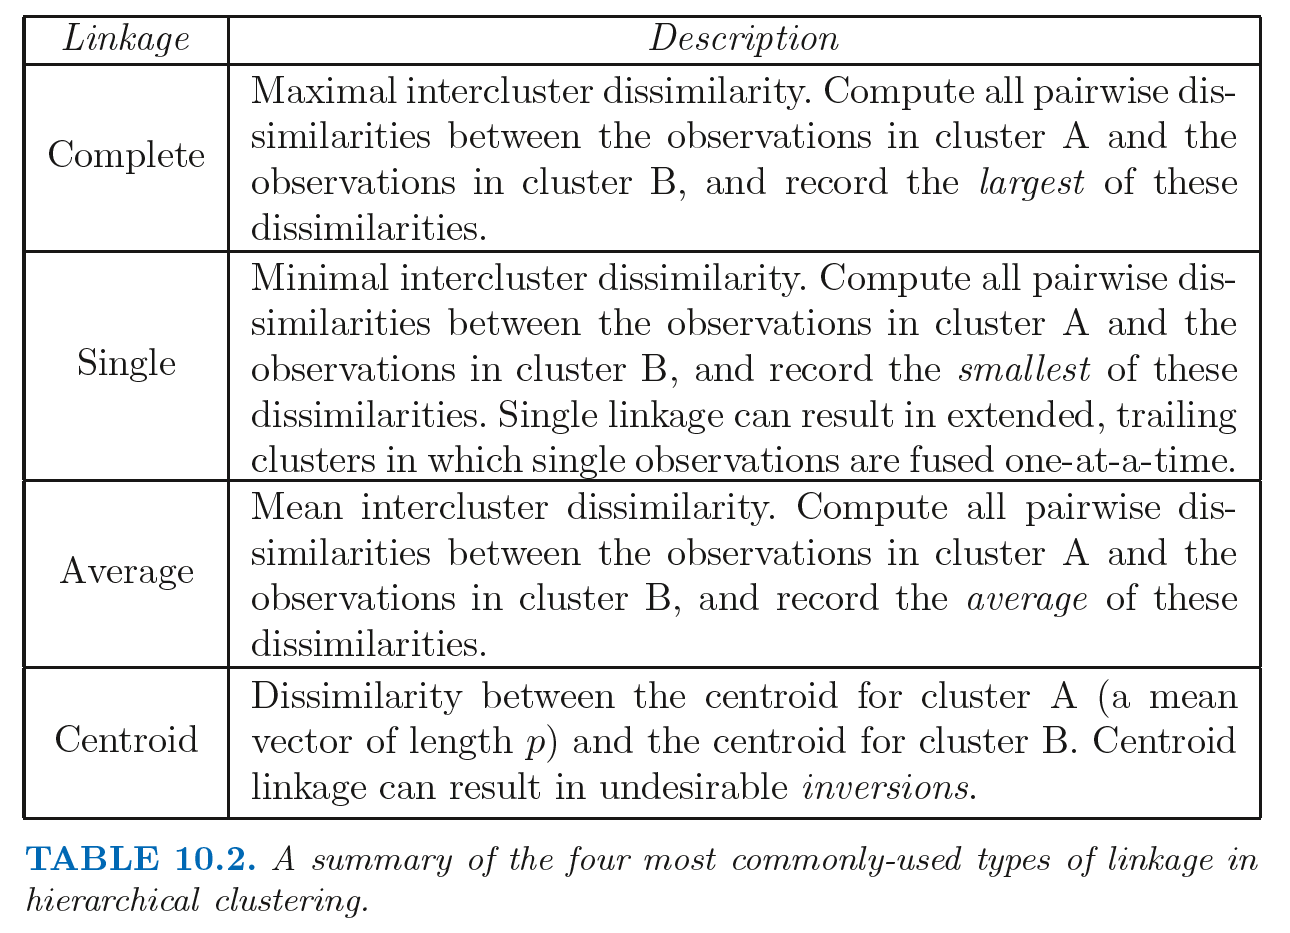 Linkage Description
Maximal intercluster dissimilarity. Compute all pairwise dis-
similarities between the observations in cluster A and the
Complete
observations in cluster B, and record the largest of these
dissimilarities.
Minimal intercluster dissimilarity. Compute all pairwise dis-
similarities between the observations in cluster A and the
Single
observations in cluster B, and record the smallest of these
dissimilarities. Single linkage can result in extended, trailing
clusters in which single observations are fused one-at-a-time.
Mean intercluster dissimilarity. Compute all pairwise dis-
similarities between the observations in cluster A and the
Average
observations in cluster B, and record the average of these
dissimilarities.
Dissimilarity between the centroid for cluster A (a mean
Centroid
vector of length p) and the centroid for cluster B. Centroid
linkage can result in undesirable inversions.
TABLE 10.2. A summary of the four most commonly-used types of linkage in
hierarchical clustering.